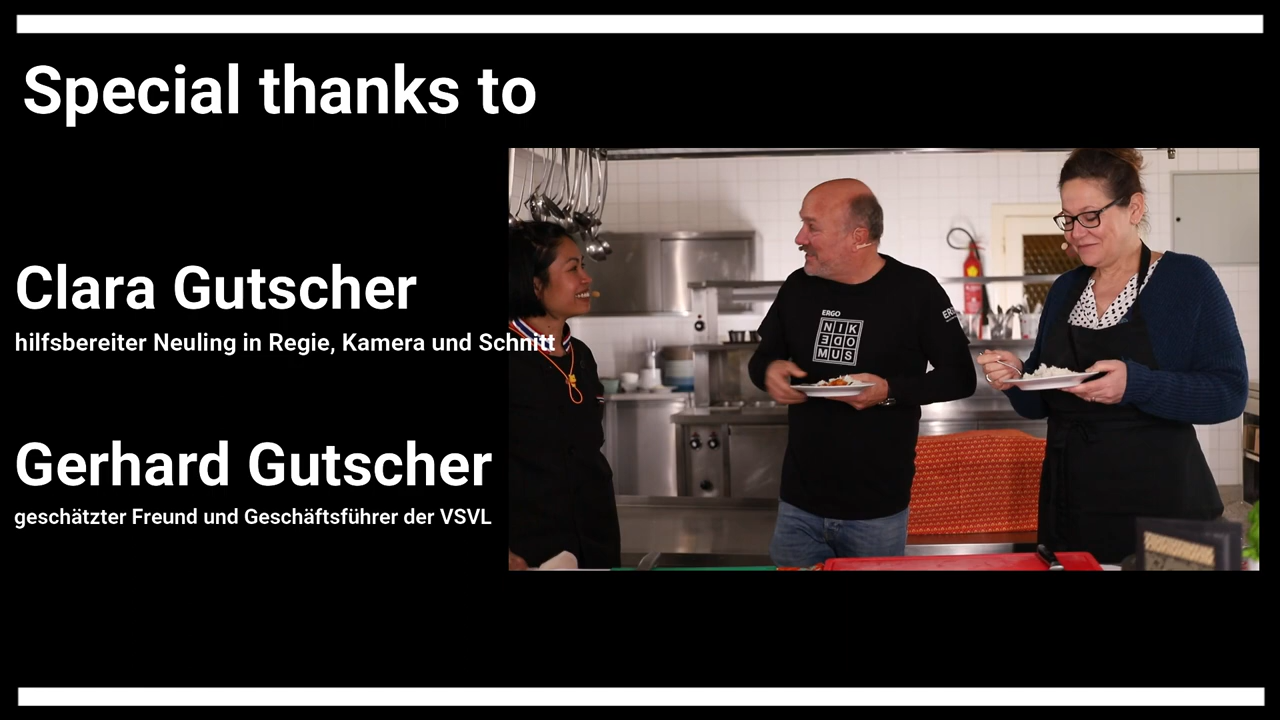 Special thanks to
Clara Gutscher
hilfsbereiter Neuling in Regie, Kamera und Schnitt
Gerhard Gutscher
geschätzter Freund und Geschäftsführer der VSVL
ERGO
NIK
ODE
MUS